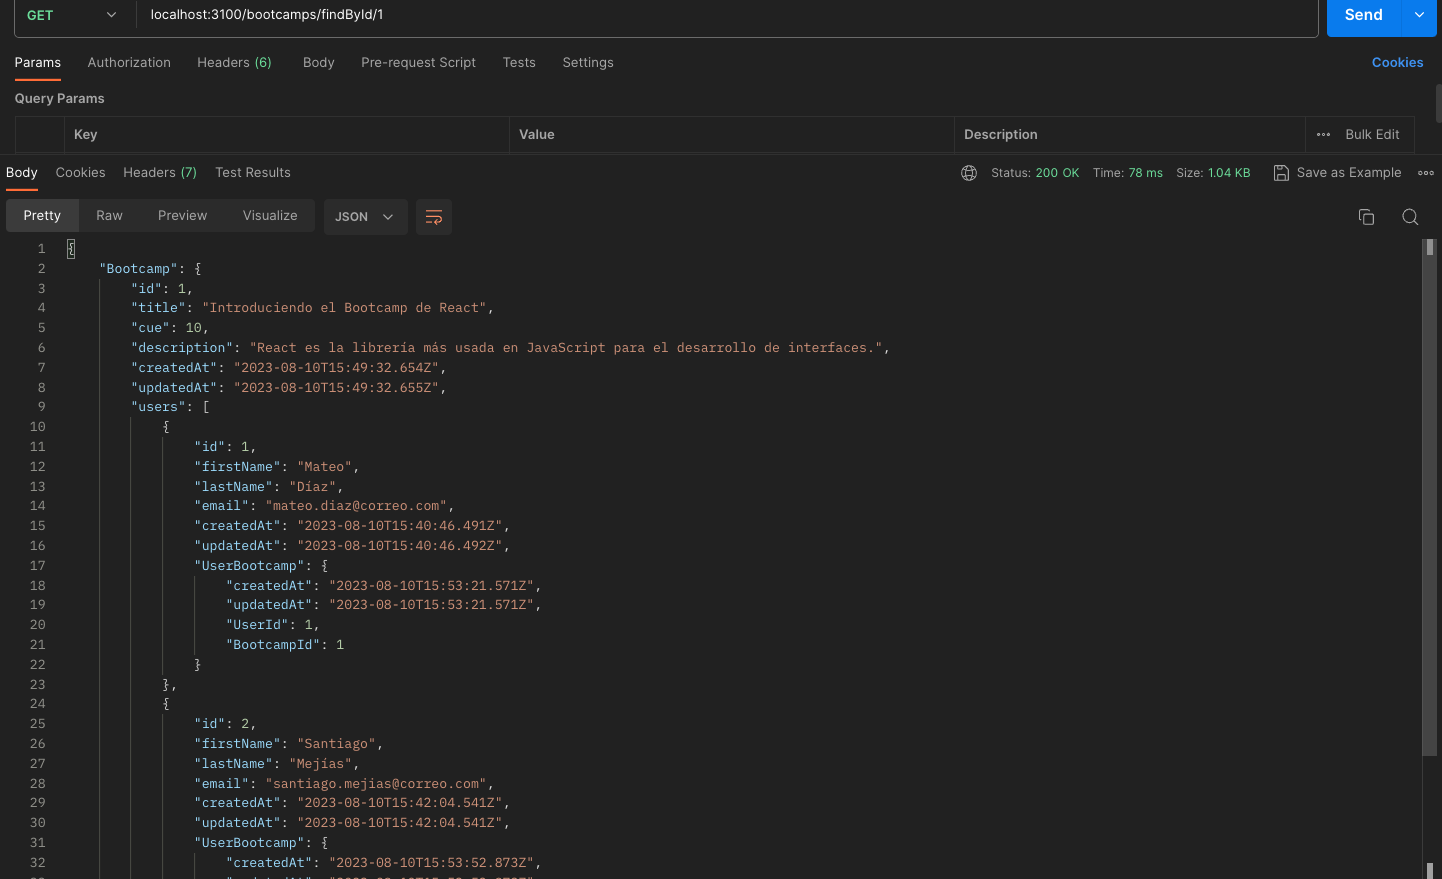 GET localhost:3100/bootcamps/findById/1 Send
Params Authorization Headers (6) Body Pre-request Script Tests Settings Cookies
Query Params
Key Value Description Bulk Edit
Body Cookies Headers (7) Test Results Status: 200 OK Time: 78 ms Size: 1.04 KB Save as Example
Pretty Raw Preview Visualize JSON
1 {
2 "Bootcamp": {
3 "id": 1,
4 "title": "Introduciendo el Bootcamp de React",
5 "cue": 10,
6 "description": "React es la librería más usada en JavaScript para el desarrollo de interfaces.",
7 "createdAt": "2023-08-10T15:49:32.654Z",
8 "updatedAt": "2023-08-10T15:49:32.655Z",
9 "users": [
10 {
11 "id": 1,
12 "firstName": "Mateo",
13 "lastName": "Díaz",
14 "email": "mateo.diaz@correo.com",
15 "createdAt": "2023-08-10T15:40:46.491Z",
16 "updatedAt": "2023-08-10T15:40:46.492Z",
17 "UserBootcamp": {
18 "createdAt": "2023-08-10T15:53:21.571Z",
19 "updatedAt": "2023-08-10T15:53:21.571Z",
20 "UserId": 1,
21 "BootcampId": 1
22 }
23 },
24 {
25 "id": 2,
26 "firstName": "Santiago",
27 "lastName": "Mejías",
28 "email": "santiago.mejias@correo.com",
29 "createdAt": "2023-08-10T15:42:04.541Z",
30 "updatedAt": "2023-08-10T15:42:04.541Z",
31 "UserBootcamp": {
32 "createdAt": "2023-08-10T15:53:52.873Z",